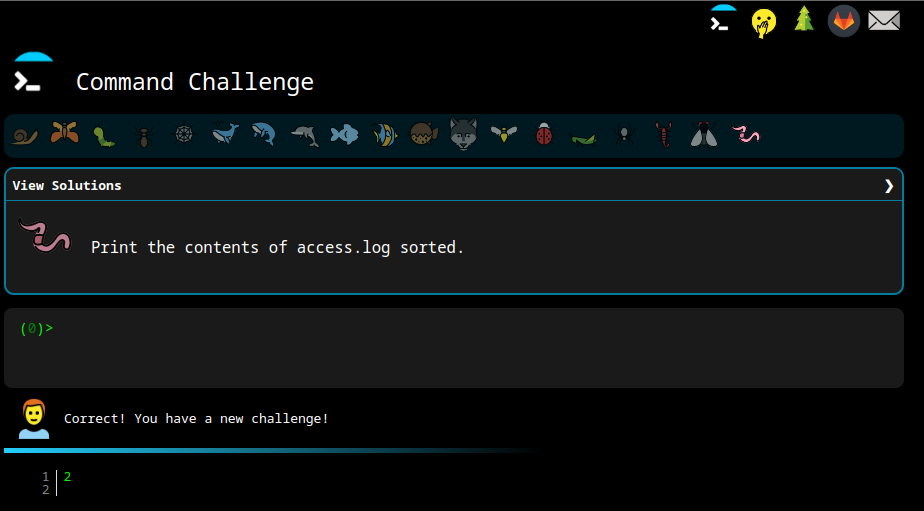 Command Challenge
View Solutions
Print the contents of access.log sorted.
(0)>
Correct! You have a new challenge!
1 2
2